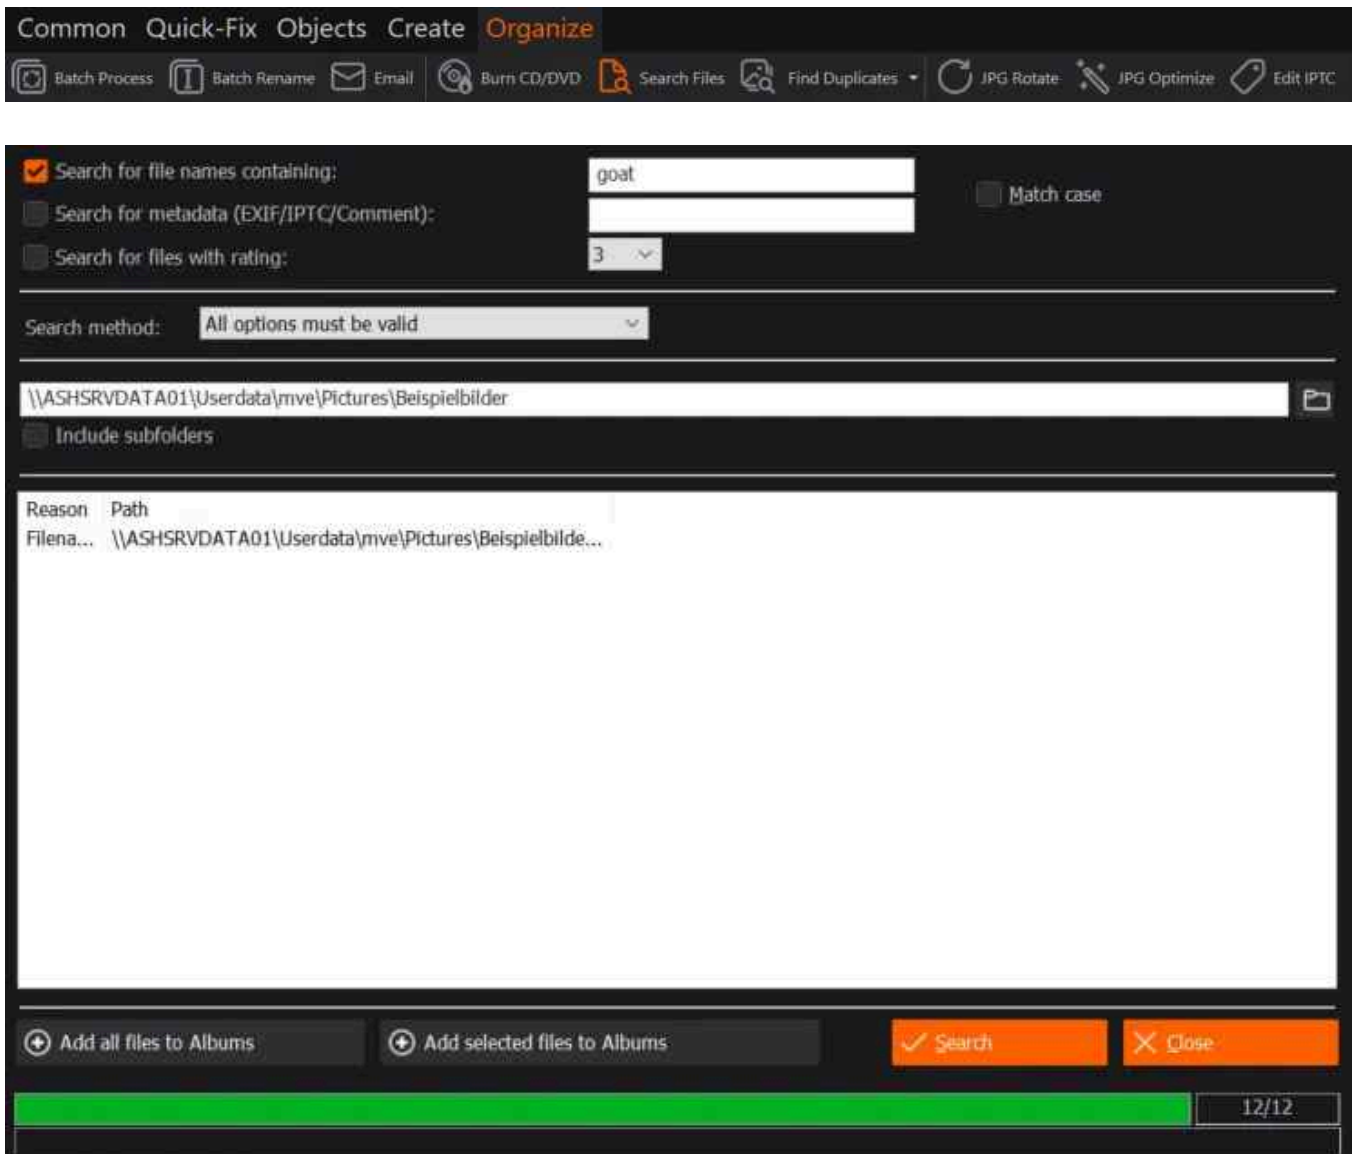 Common Quick-Fix Objects Create Organize
Batch Process Batch Rename Email Burn CD/DVD Search Files Find Duplicates JPG Rotate JPG Optimize Edit IPTC
Search for file names containing: goat
Match case
Search for metadata (EXIF/IPTC/Comment):
Search for files with rating: 3
Search method: All options must be valid
\\ASHSRVDATA01\Userdata\mve\Pictures\Beispielbilder
Include subfolders
Reason Path
Filena... \\ASHSRVDATA01\Userdata\mve\Pictures\Beispielbilde...
Add all files to Albums Add selected files to Albums Search Close
12/12